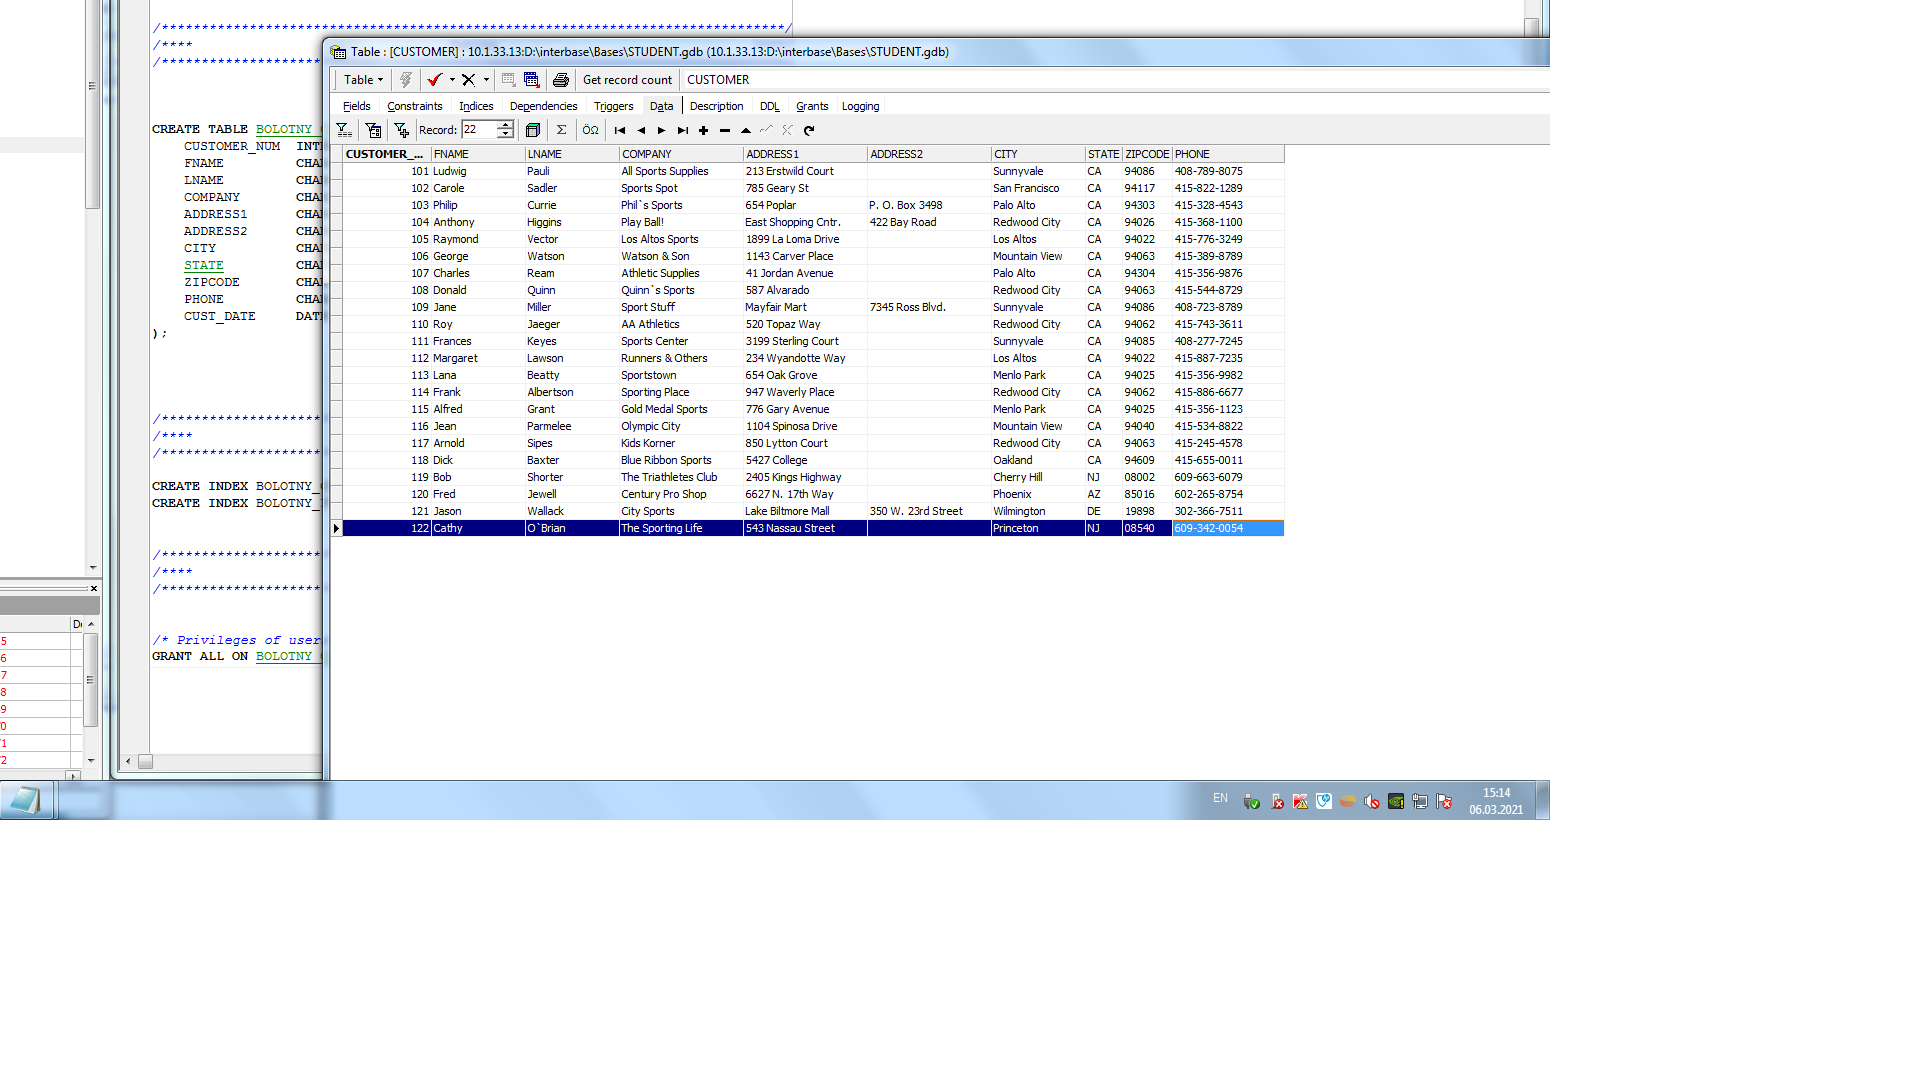 /******************************************************************************/
/****
/*********************
CREATE TABLE BOLOTNY_
CUSTOMER_NUM INT
FNAME CHA
LNAME CHA
COMPANY CHA
ADDRESS1 CHA
ADDRESS2 CHA
CITY CHA
STATE CHA
ZIPCODE CHA
PHONE CHA
CUST_DATE DAT
);
/*********************
/****
/*********************
CREATE INDEX BOLOTNY_
CREATE INDEX BOLOTNY_
/*********************
/****
/*********************
/* Privileges of user
GRANT ALL ON BOLOTNY_
5
6
7
8
9
0
1
2
Table : [CUSTOMER] : 10.1.33.13:D:\interbase\Bases\STUDENT.gdb (10.1.33.13:D:\interbase\Bases\STUDENT.gdb)
Table Get record count CUSTOMER
Fields Constraints Indices Dependencies Triggers Data Description DDL Grants Logging
Record: 22 Σ ÖΩ
CUSTOMER_... FNAME LNAME COMPANY ADDRESS1 ADDRESS2 CITY STATE ZIPCODE PHONE
101 Ludwig Pauli All Sports Supplies 213 Erstwild Court Sunnyvale CA 94086 408-789-8075
102 Carole Sadler Sports Spot 785 Geary St San Francisco CA 94117 415-822-1289
103 Philip Currie Phil`s Sports 654 Poplar P. O. Box 3498 Palo Alto CA 94303 415-328-4543
104 Anthony Higgins Play Ball! East Shopping Cntr. 422 Bay Road Redwood City CA 94026 415-368-1100
105 Raymond Vector Los Altos Sports 1899 La Loma Drive Los Altos CA 94022 415-776-3249
106 George Watson Watson & Son 1143 Carver Place Mountain View CA 94063 415-389-8789
107 Charles Ream Athletic Supplies 41 Jordan Avenue Palo Alto CA 94304 415-356-9876
108 Donald Quinn Quinn`s Sports 587 Alvarado Redwood City CA 94063 415-544-8729
109 Jane Miller Sport Stuff Mayfair Mart 7345 Ross Blvd. Sunnyvale CA 94086 408-723-8789
110 Roy Jaeger AA Athletics 520 Topaz Way Redwood City CA 94062 415-743-3611
111 Frances Keyes Sports Center 3199 Sterling Court Sunnyvale CA 94085 408-277-7245
112 Margaret Lawson Runners & Others 234 Wyandotte Way Los Altos CA 94022 415-887-7235
113 Lana Beatty Sportstown 654 Oak Grove Menlo Park CA 94025 415-356-9982
114 Frank Albertson Sporting Place 947 Waverly Place Redwood City CA 94062 415-886-6677
115 Alfred Grant Gold Medal Sports 776 Gary Avenue Menlo Park CA 94025 415-356-1123
116 Jean Parmelee Olympic City 1104 Spinosa Drive Mountain View CA 94040 415-534-8822
117 Arnold Sipes Kids Korner 850 Lytton Court Redwood City CA 94063 415-245-4578
118 Dick Baxter Blue Ribbon Sports 5427 College Oakland CA 94609 415-655-0011
119 Bob Shorter The Triathletes Club 2405 Kings Highway Cherry Hill NJ 08002 609-663-6079
120 Fred Jewell Century Pro Shop 6627 N. 17th Way Phoenix AZ 85016 602-265-8754
121 Jason Wallack City Sports Lake Biltmore Mall 350 W. 23rd Street Wilmington DE 19898 302-366-7511
122 Cathy O`Brian The Sporting Life 543 Nassau Street Princeton NJ 08540 609-342-0054
EN 15:14
06.03.2021